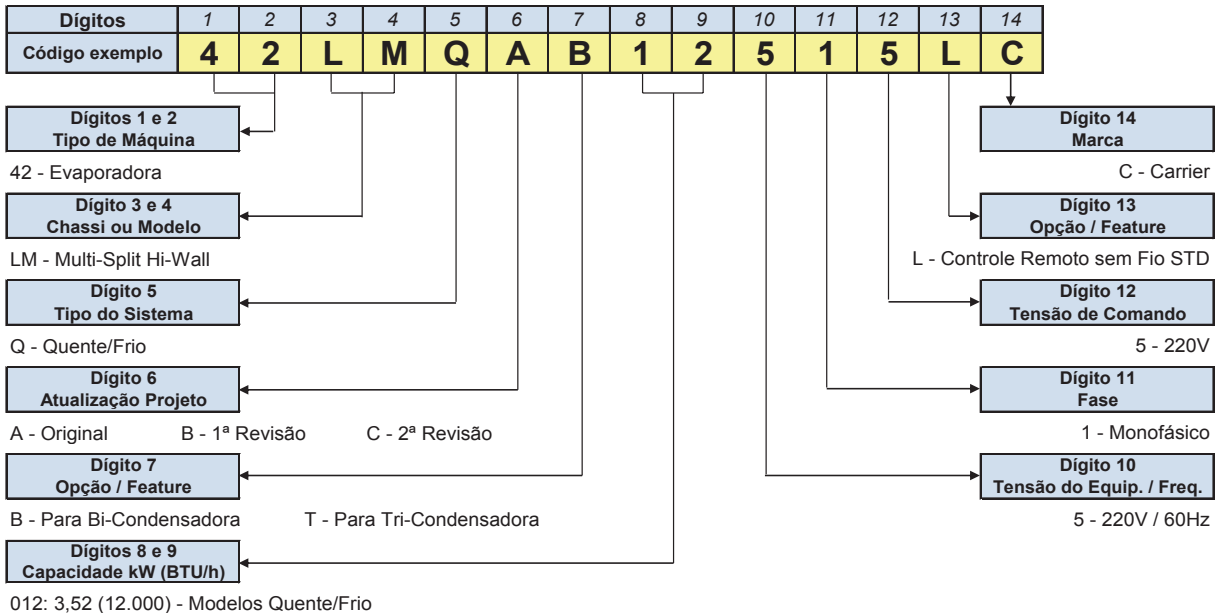 Dígitos 1 2 3 4 5 6 7 8 9 10 11 12 13 14
Código exemplo 4 2 L M Q A B 1 2 5 1 5 L C
Dígitos 1 e 2
Tipo de Máquina
42 - Evaporadora
Dígito 3 e 4
Chassi ou Modelo
LM - Multi-Split Hi-Wall
Dígito 5
Tipo do Sistema
Q - Quente/Frio
Dígito 6
Atualização Projeto
A - Original B - 1ª Revisão C - 2ª Revisão
Dígito 7
Opção / Feature
B - Para Bi-Condensadora T - Para Tri-Condensadora
Dígitos 8 e 9
Capacidade kW (BTU/h)
012: 3,52 (12.000) - Modelos Quente/Frio
Dígito 14
Marca
C - Carrier
Dígito 13
Opção / Feature
L - Controle Remoto sem Fio STD
Dígito 12
Tensão de Comando
5 - 220V
Dígito 11
Fase
1 - Monofásico
Dígito 10
Tensão do Equip. / Freq.
5 - 220V / 60Hz